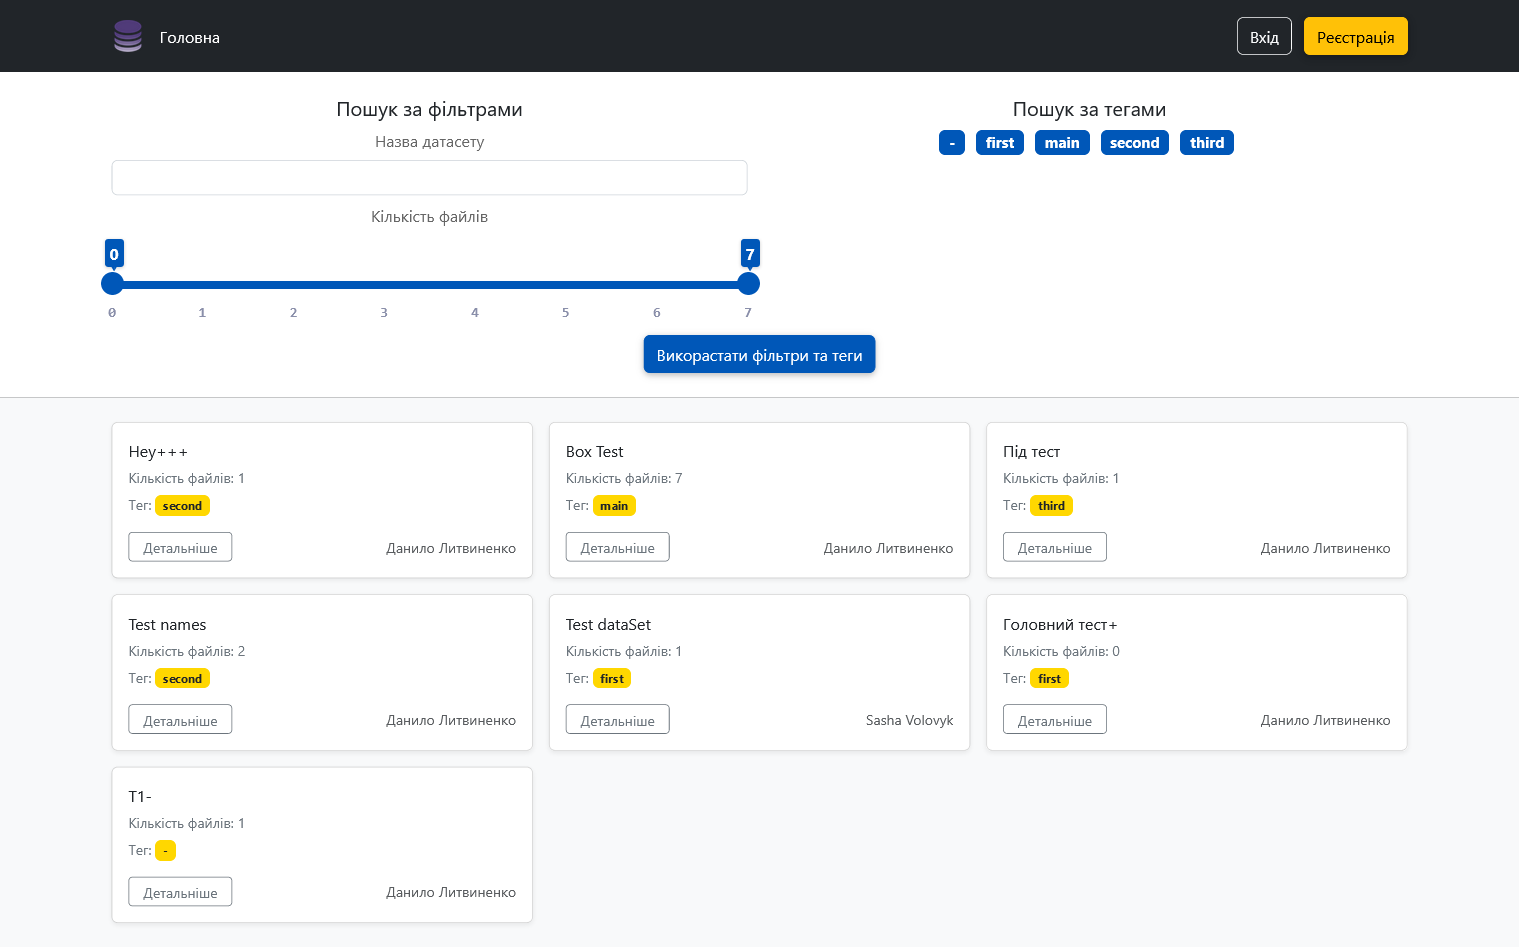 Головна
Вхід
Реєстрація
Пошук за фільтрами
Назва датасету
Кількість файлів
0 7
0 1 2 3 4 5 6 7
Пошук за тегами
- first main second third
Використати фільтри та теги
Hey+++
Кількість файлів: 1
Тег: second
Детальніше
Данило Литвиненко
Box Test
Кількість файлів: 7
Тег: main
Детальніше
Данило Литвиненко
Під тест
Кількість файлів: 1
Тег: third
Детальніше
Данило Литвиненко
Test names
Кількість файлів: 2
Тег: second
Детальніше
Данило Литвиненко
Test dataSet
Кількість файлів: 1
Тег: first
Детальніше
Sasha Volovyk
Головний тест+
Кількість файлів: 0
Тег: first
Детальніше
Данило Литвиненко
T1-
Кількість файлів: 1
Тег: -
Детальніше
Данило Литвиненко